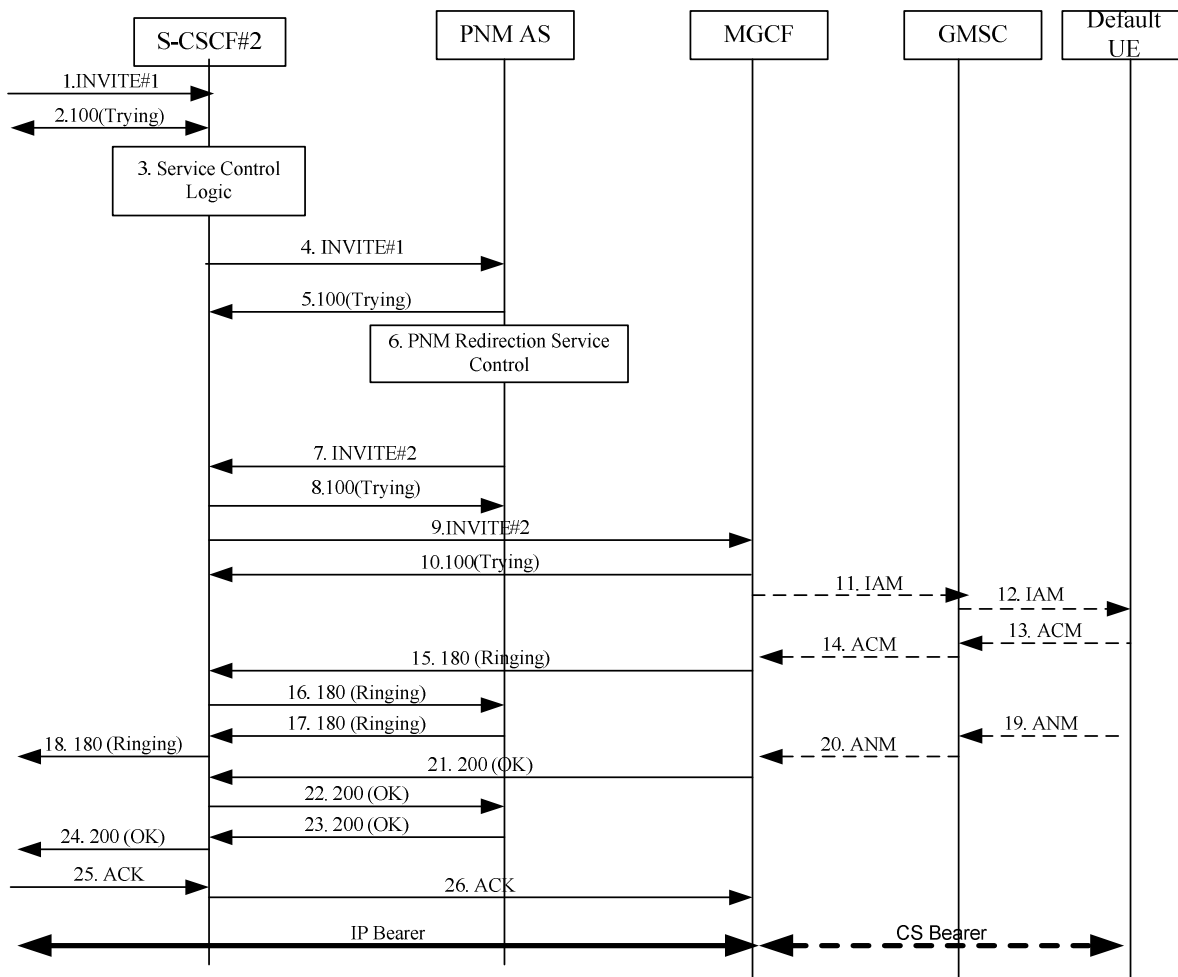 S-CSCF#2
PNM AS
MGCF
GMSC
Default
UE
1.INVITE#1
2.100(Trying)
3. Service Control
Logic
4. INVITE#1
5.100(Trying)
6. PNM Redirection Service
Control
7. INVITE#2
8.100(Trying)
9.INVITE#2
10.100(Trying)
11. IAM
12. IAM
13. ACM
14. ACM
15. 180 (Ringing)
16. 180 (Ringing)
17. 180 (Ringing)
18. 180 (Ringing)
19. ANM
20. ANM
21. 200 (OK)
22. 200 (OK)
23. 200 (OK)
24. 200 (OK)
25. ACK
26. ACK
IP Bearer
CS Bearer